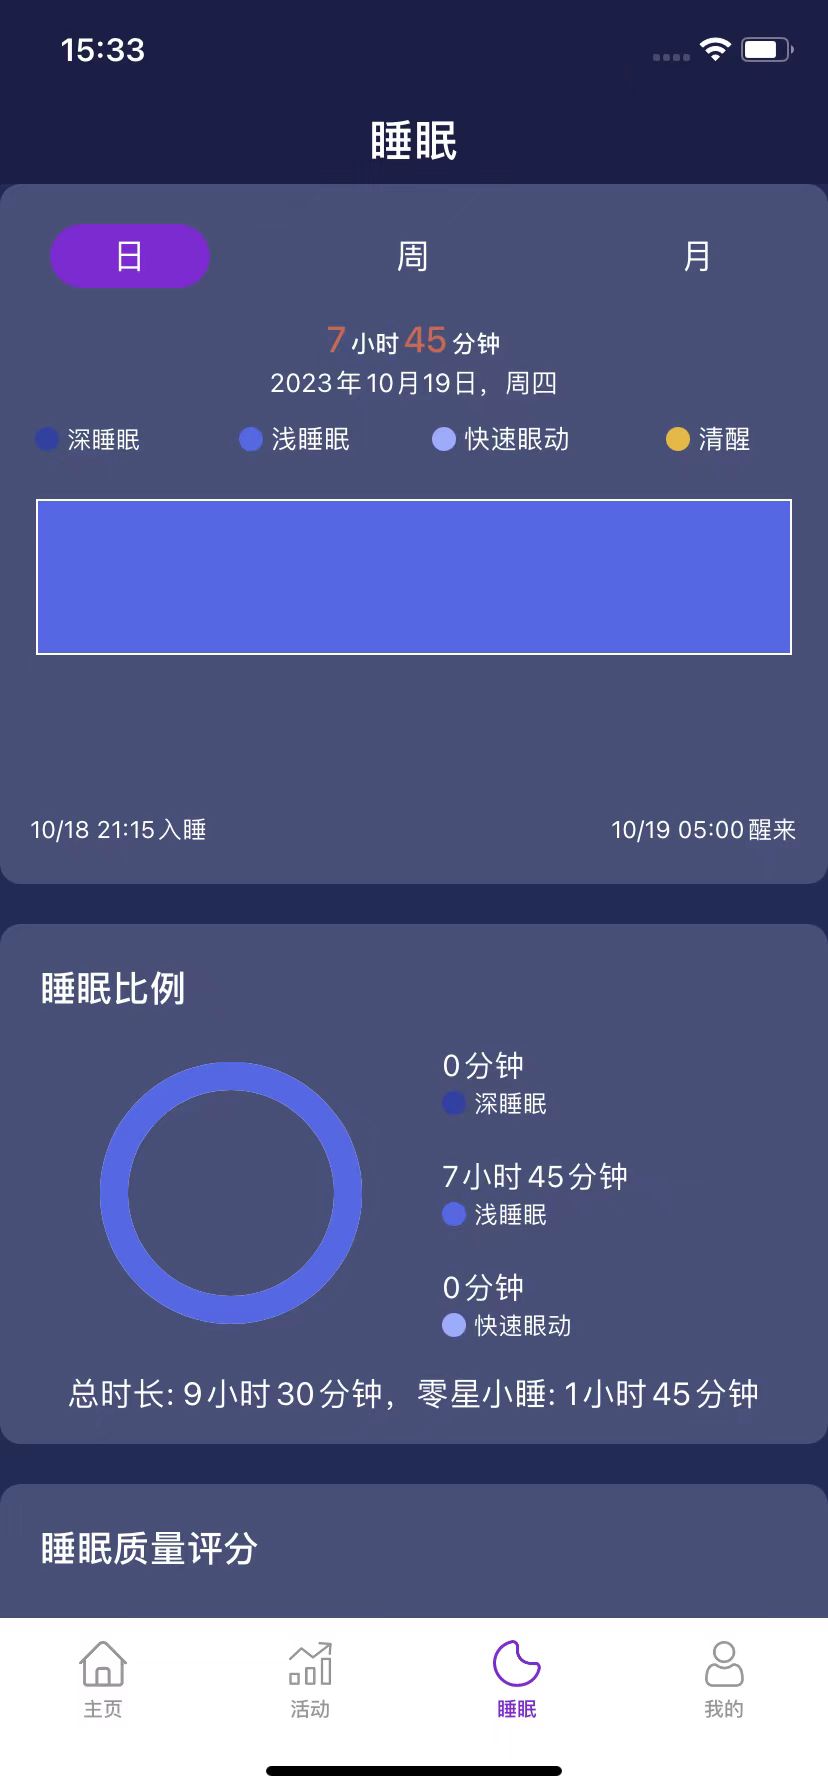 15:33
睡眠
日 周 月
7小时45分钟
2023年10月19日，周四
深睡眠 浅睡眠 快速眼动 清醒
10/18 21:15入睡 10/19 05:00醒来
睡眠比例
0分钟
深睡眠
7小时45分钟
浅睡眠
0分钟
快速眼动
总时长: 9小时30分钟，零星小睡: 1小时45分钟
睡眠质量评分
主页 活动 睡眠 我的